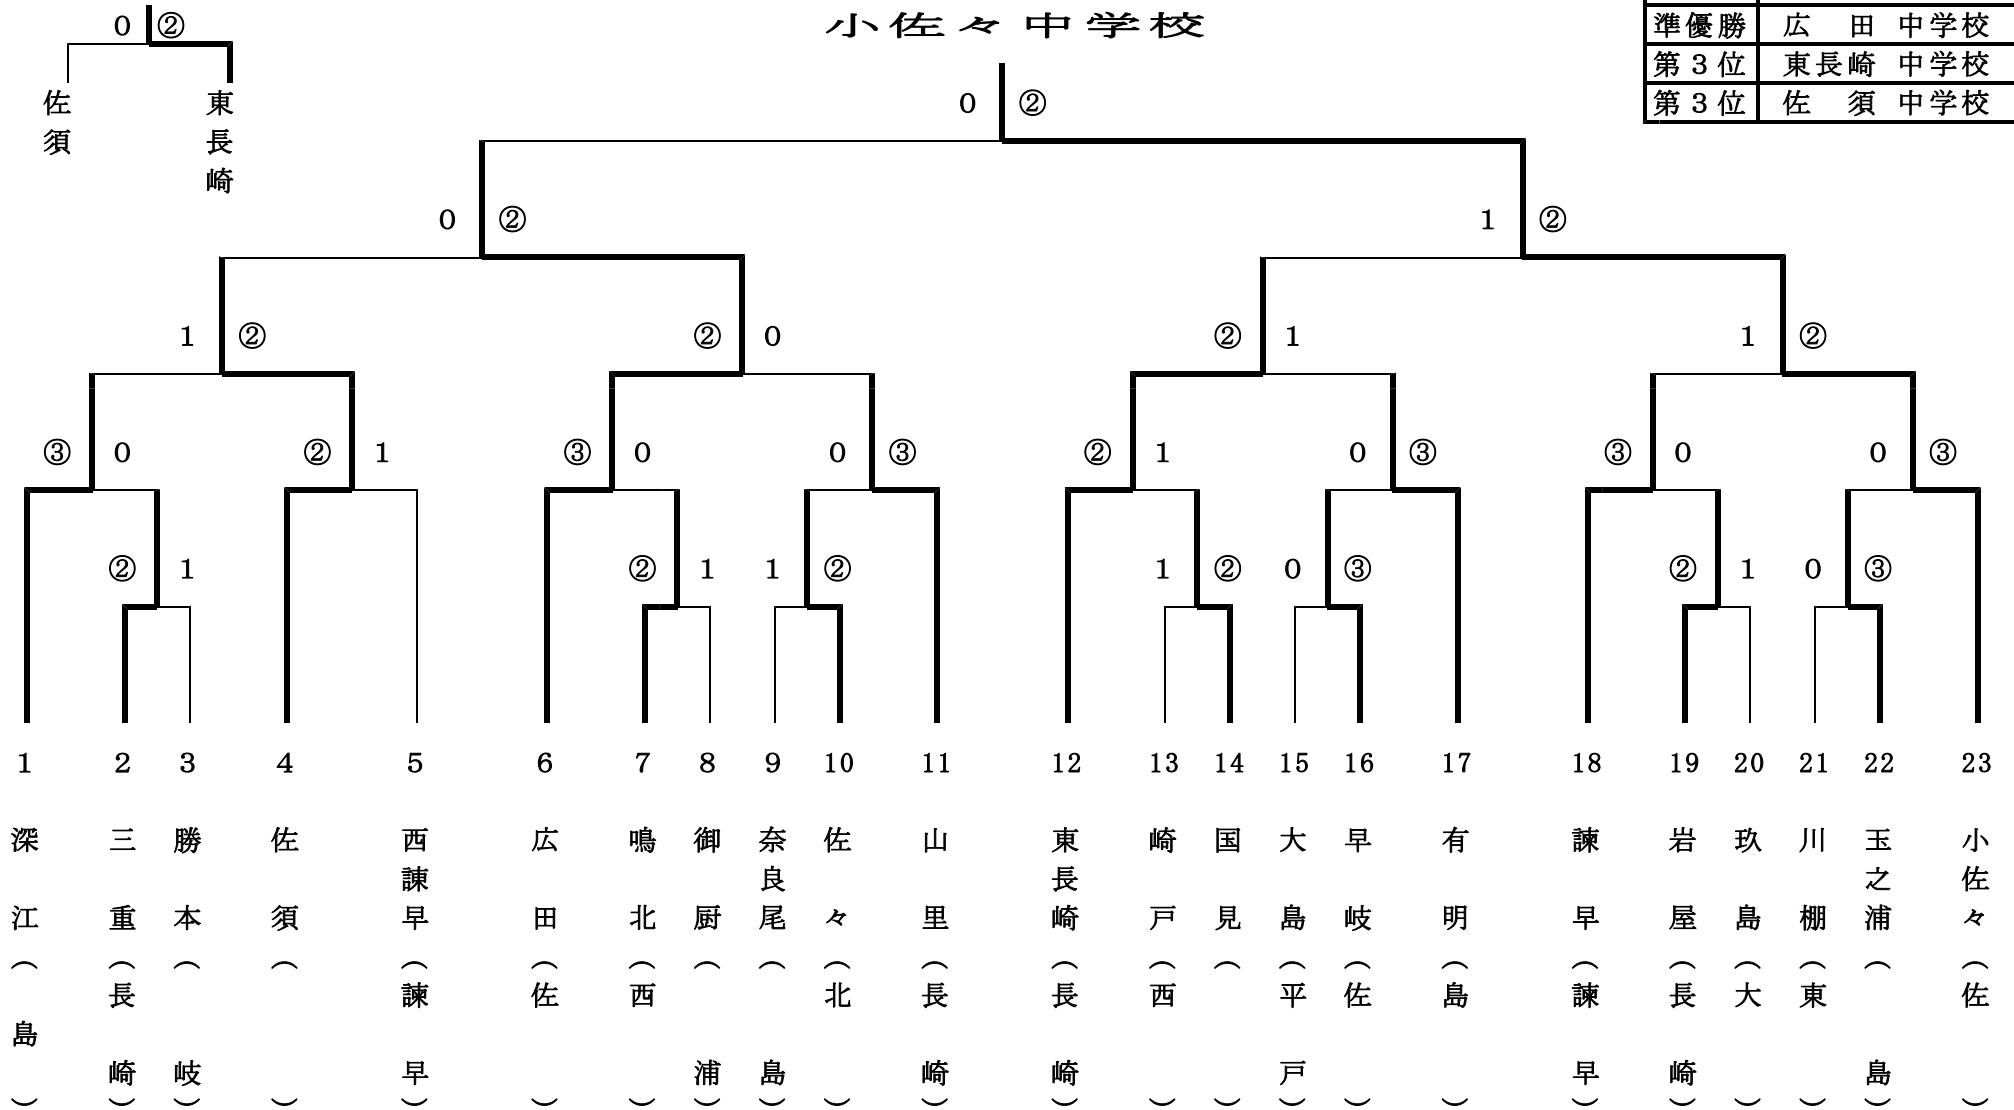 小佐々中学校
準優勝 広田中学校
第３位 東長崎中学校
第３位 佐須中学校
0 ②
佐須
東長崎
0 ②
0 ②
1 ②
1 ②
② 0
② 1
1 ②
③ 0
② 1
③ 0
0 ③
② 1
0 ③
③ 0
0 ③
② 1
② 1
1 ②
1 ②
0 ③
② 1
0 ③
1 深江（島）
2 三重（長崎）
3 勝本（岐）
4 佐須（）
5 西諫早（諫早）
6 広田（佐）
7 鳴北（西）
8 御厨（浦）
9 奈良尾（島）
10 佐々（北）
11 山里（長崎）
12 東長崎（長崎）
13 崎戸（西）
14 国見（）
15 大島（平戸）
16 早岐（佐）
17 有明（島）
18 諫早（諫早）
19 岩屋（長崎）
20 玖島（大）
21 川棚（東）
22 玉之浦（島）
23 小佐々（佐）